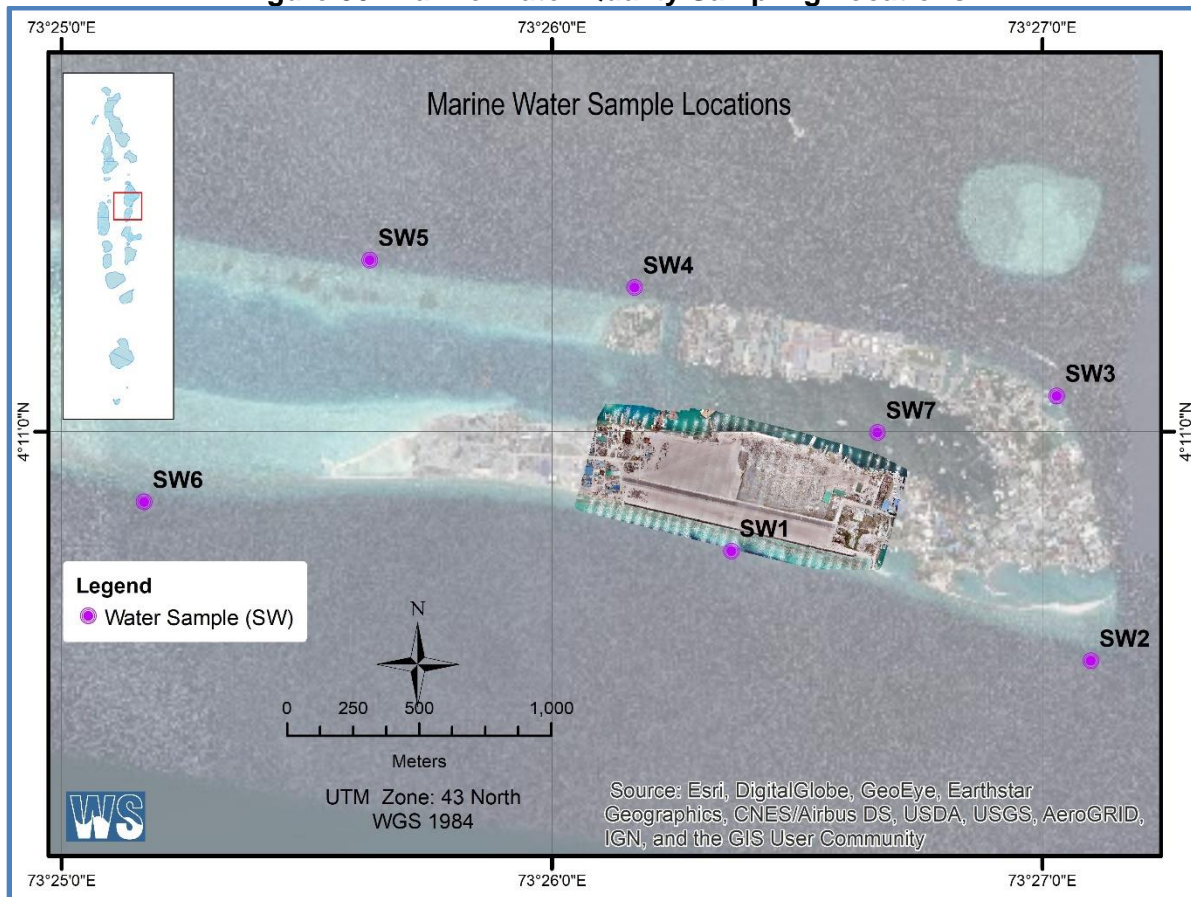 73°25'0"E 73°26'0"E 73°27'0"E
Marine Water Sample Locations
SW5
SW4
SW3
SW7
4°11'0"N 4°11'0"N
SW6
SW1
Legend
Water Sample (SW)
SW2
N
0 250 500 1,000
Meters
UTM Zone: 43 North
WGS 1984
Source: Esri, DigitalGlobe, GeoEye, Earthstar
Geographics, CNES/Airbus DS, USDA, USGS, AeroGRID,
IGN, and the GIS User Community
WS
73°25'0"E 73°26'0"E 73°27'0"E